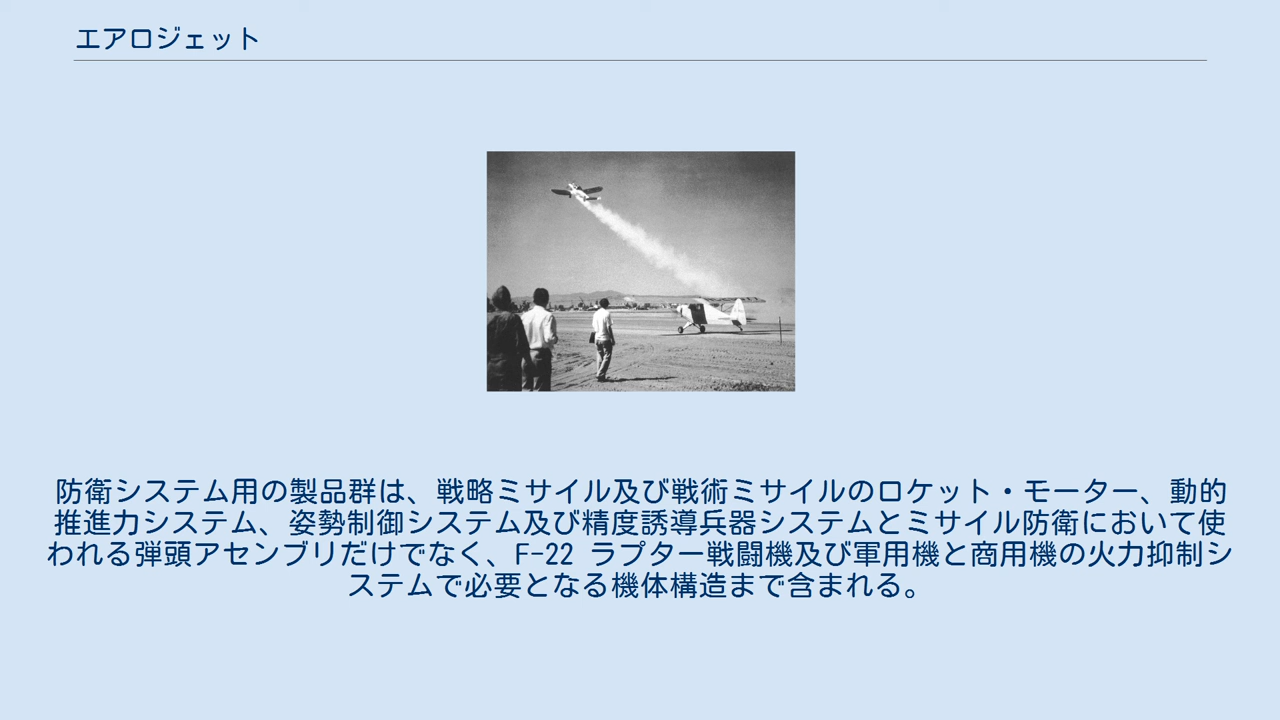 エアロジェット
防衛システム用の製品群は、戦略ミサイル及び戦術ミサイルのロケット・モーター、動的
推進力システム、姿勢制御システム及び精度誘導兵器システムとミサイル防衛において使
われる弾頭アセンブリだけでなく、F-22 ラプター戦闘機及び軍用機と商用機の火力抑制シ
ステムで必要となる機体構造まで含まれる。